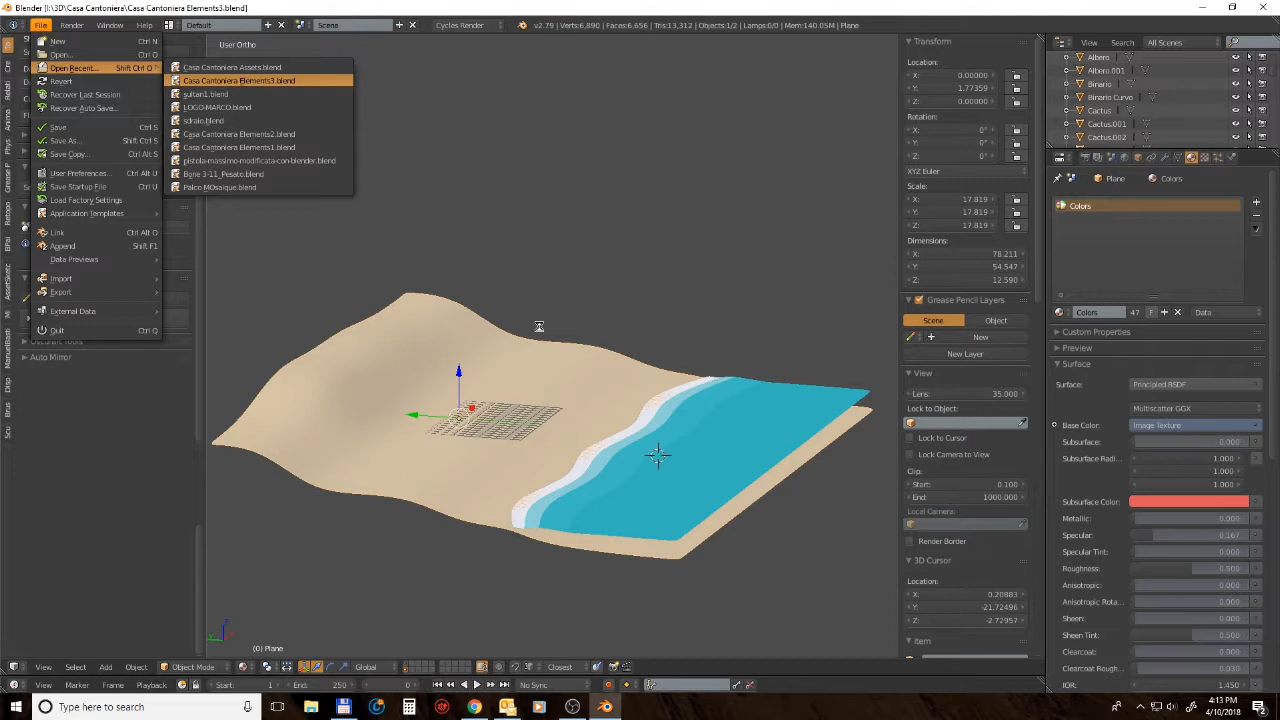 Blender [I:\3D\Casa Cantoniera\Casa Cantoniera Elements3.blend]
File Render Window Help Default Scene Cycles Render v2.79 | Verts:6,890 | Faces:6,656 | Tris:13,312 | Objects:1/2 | Lamps:0/0 | Mem:140.05M | Plane
New Ctrl N
Open... Ctrl O
Open Recent... Shift Ctrl O
Revert
Recover Last Session
Recover Auto Save...
Save Ctrl S
Save As... Shift Ctrl S
Save Copy... Ctrl Alt S
User Preferences... Ctrl Alt U
Save Startup File Ctrl U
Load Factory Settings
Application Templates
Link Ctrl Alt O
Append Shift F1
Data Previews
Import
Export
External Data
Quit Ctrl Q
Auto Mirror
User Ortho
Casa Cantoniera Assets.blend
Casa Cantoniera Elements3.blend
sultan1.blend
LOGO-MARCO.blend
sdraio.blend
Casa Cantoniera Elements2.blend
Casa Cantoniera Elements1.blend
pistola-massimo-modificata-con-blender.blend
Bone 3-11_Pesato.blend
Palco MOsaique.blend
(0) Plane
Transform
Location:
X: 0.00000
Y: 1.77359
Z: 0.00000
Rotation:
X: 0°
Y: 0°
Z: 0°
XYZ Euler
Scale:
X: 17.819
Y: 17.819
Z: 17.819
Dimensions:
X: 78.211
Y: 54.547
Z: 12.590
Grease Pencil Layers
Scene Object
New
New Layer
View
Lens: 35.000
Lock to Object:
Lock to Cursor
Lock Camera to View
Clip:
Start: 0.100
End: 1000.000
Local Camera:
Render Border
3D Cursor
Location:
X: 0.20883
Y: -21.72496
Z: -2.72957
Item
View Search All Scenes
Albero
Albero.001
Binario
Binario Curvo
Cactus
Cactus.001
Cactus.002
Plane Colors
Colors
Colors 47 F Data
Custom Properties
Preview
Surface
Surface: Principled BSDF
Multiscatter GGX
Base Color: Image Texture
Subsurface: 0.000
Subsurface Radi... 1.000
1.000
1.000
Subsurface Color:
Metallic: 0.000
Specular: 0.167
Specular Tint: 0.000
Roughness: 0.500
Anisotropic: 0.000
Anisotropic Rota... 0.000
Sheen: 0.000
Sheen Tint: 0.500
Clearcoat: 0.000
Clearcoat Rough... 0.030
IOR: 1.450
View Select Add Object Object Mode Global Closest
View Marker Frame Playback Start: 1 End: 250 0 No Sync
Type here to search
4:13 PM
4/10/2018